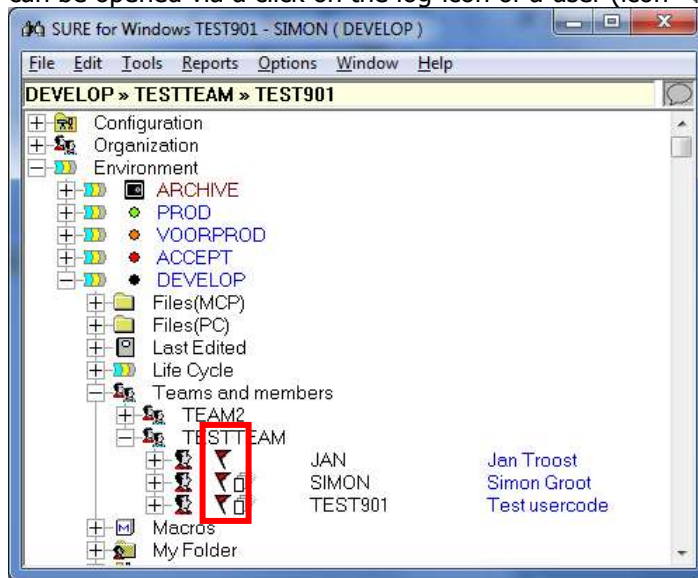 can be opened via a click on the log icon of a user (icon
SURE for Windows TEST901 - SIMON ( DEVELOP )
File Edit Tools Reports Options Window Help
DEVELOP » TESTTEAM » TEST901
Configuration
Organization
Environment
ARCHIVE
PROD
VOORPROD
ACCEPT
DEVELOP
Files(MCP)
Files(PC)
Last Edited
Life Cycle
Teams and members
TEAM2
TESTTEAM
JAN Jan Troost
SIMON Simon Groot
TEST901 Test usercode
Macros
My Folder